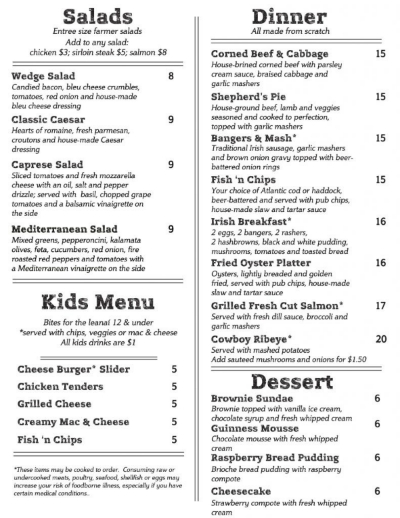 Salads
Entree size farmer salads
Add to any salad:
chicken $3; sirloin steak $5; salmon $8
Wedge Salad 8
Candied bacon, bleu cheese crumbles,
tomatoes, red onion and house-made
bleu cheese dressing
Classic Caesar 9
Hearts of romaine, fresh parmesan,
croutons and house-made Caesar
dressing
Caprese Salad 9
Sliced tomatoes and fresh mozzarella
cheese with an oil, salt and pepper
drizzle; served with basil, chopped grape
tomatoes and a balsamic vinaigrette on
the side
Mediterranean Salad 9
Mixed greens, pepperoncini, kalamata
olives, feta, cucumbers, red onion, fire
roasted red peppers and tomatoes with
a Mediterranean vinaigrette on the side
Kids Menu
Bites for the leanaí 12 & under
*served with chips, veggies or mac & cheese
All kids drinks are $1
Cheese Burger* Slider 5
Chicken Tenders 5
Grilled Cheese 5
Creamy Mac & Cheese 5
Fish 'n Chips 5
*These items may be cooked to order. Consuming raw or
undercooked meats, poultry, seafood, shellfish or eggs may
increase your risk of foodborne illness, especially if you have
certain medical conditions.
Dinner
All made from scratch
Corned Beef & Cabbage 15
House-brined corned beef with parsley
cream sauce, braised cabbage and
garlic mashers
Shepherd's Pie 15
House-ground beef, lamb and veggies
seasoned and cooked to perfection,
topped with garlic mashers
Bangers & Mash* 15
Traditional Irish sausage, garlic mashers
and brown onion gravy topped with beer-
battered onion rings
Fish 'n Chips 15
Your choice of Atlantic cod or haddock,
beer-battered and served with pub chips,
house-made slaw and tartar sauce
Irish Breakfast* 16
2 eggs, 2 bangers, 2 rashers,
2 hashbrowns, black and white pudding,
mushrooms, tomatoes and toasted bread
Fried Oyster Platter 16
Oysters, lightly breaded and golden
fried, served with pub chips, house-made
slaw and tartar sauce
Grilled Fresh Cut Salmon* 17
Served with fresh dill sauce, broccoli and
garlic mashers
Cowboy Ribeye* 20
Served with mashed potatoes
Add sauteed mushrooms and onions for $1.50
Dessert
Brownie Sundae 6
Brownie topped with vanilla ice cream,
chocolate syrup and fresh whipped cream
Guinness Mousse 6
Chocolate mousse with fresh whipped
cream
Raspberry Bread Pudding 6
Brioche bread pudding with raspberry
compote
Cheesecake 6
Strawberry compote with fresh whipped
cream